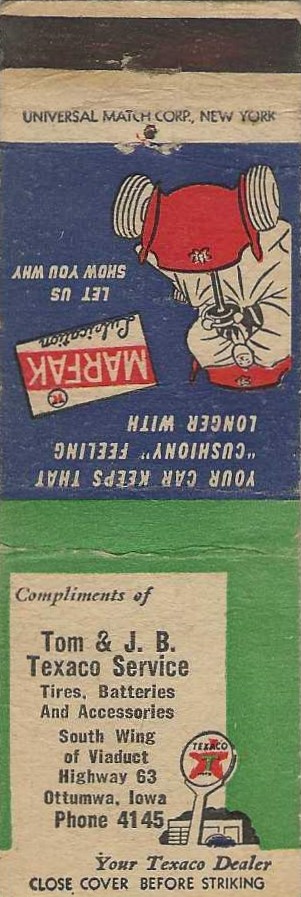 UNIVERSAL MATCH CORP., NEW YORK
YOUR CAR KEEPS THAT
"CUSHIONY" FEELING
LONGER WITH
MARFAK
Lubrication
LET US
SHOW YOU WHY
Compliments of
Tom & J. B.
Texaco Service
Tires, Batteries
And Accessories
South Wing
of Viaduct
Highway 63
Ottumwa, Iowa
Phone 4145
TEXACO
T
Your Texaco Dealer
CLOSE COVER BEFORE STRIKING